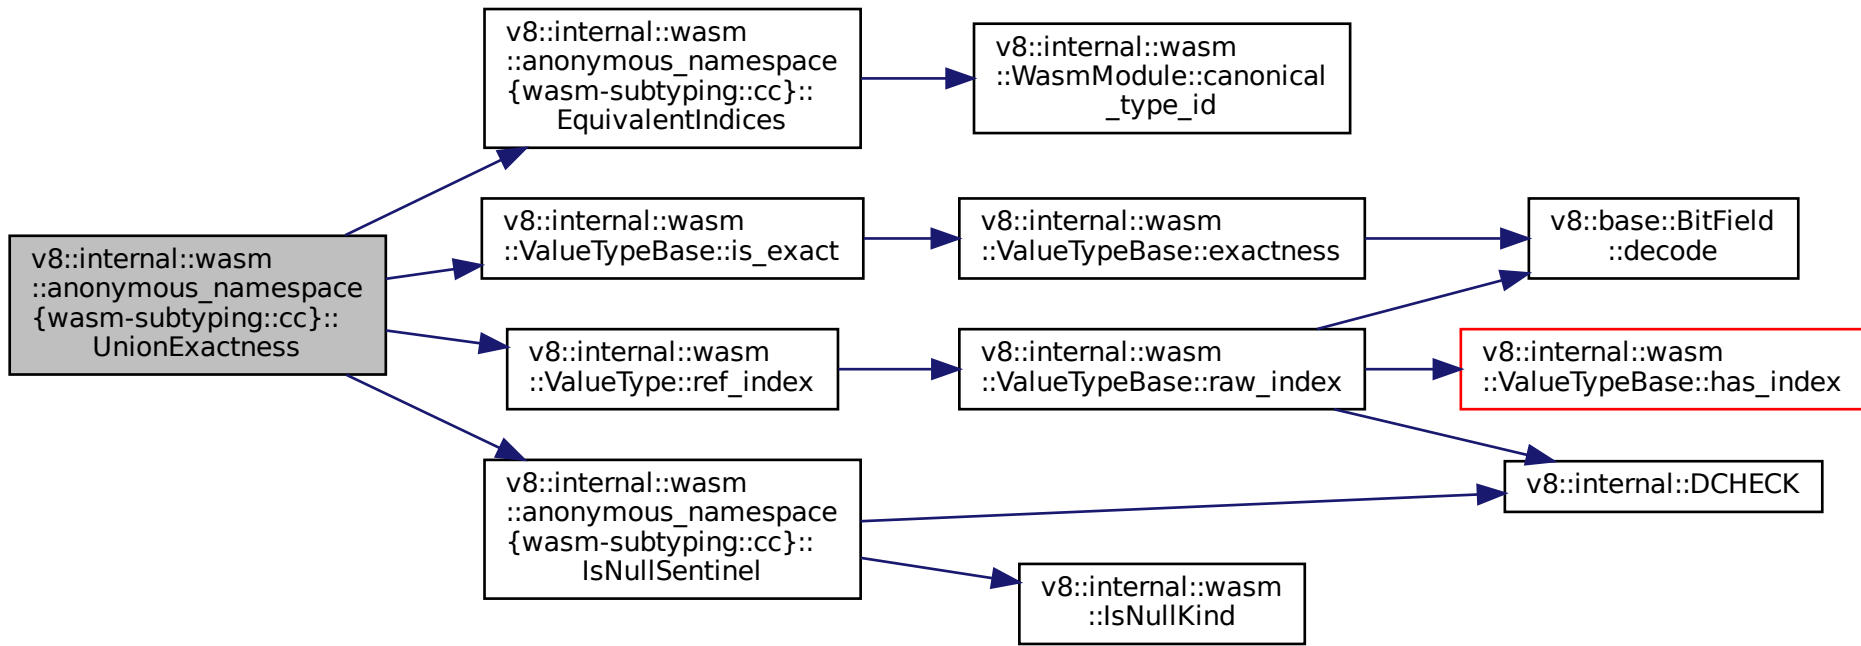 v8::internal::wasm
::anonymous_namespace
{wasm-subtyping::cc}::
UnionExactness
v8::internal::wasm
::anonymous_namespace
{wasm-subtyping::cc}::
EquivalentIndices
v8::internal::wasm
::WasmModule::canonical
_type_id
v8::internal::wasm
::ValueTypeBase::is_exact
v8::internal::wasm
::ValueTypeBase::exactness
v8::base::BitField
::decode
v8::internal::wasm
::ValueType::ref_index
v8::internal::wasm
::ValueTypeBase::raw_index
v8::internal::wasm
::ValueTypeBase::has_index
v8::internal::DCHECK
v8::internal::wasm
::anonymous_namespace
{wasm-subtyping::cc}::
IsNullSentinel
v8::internal::wasm
::IsNullKind